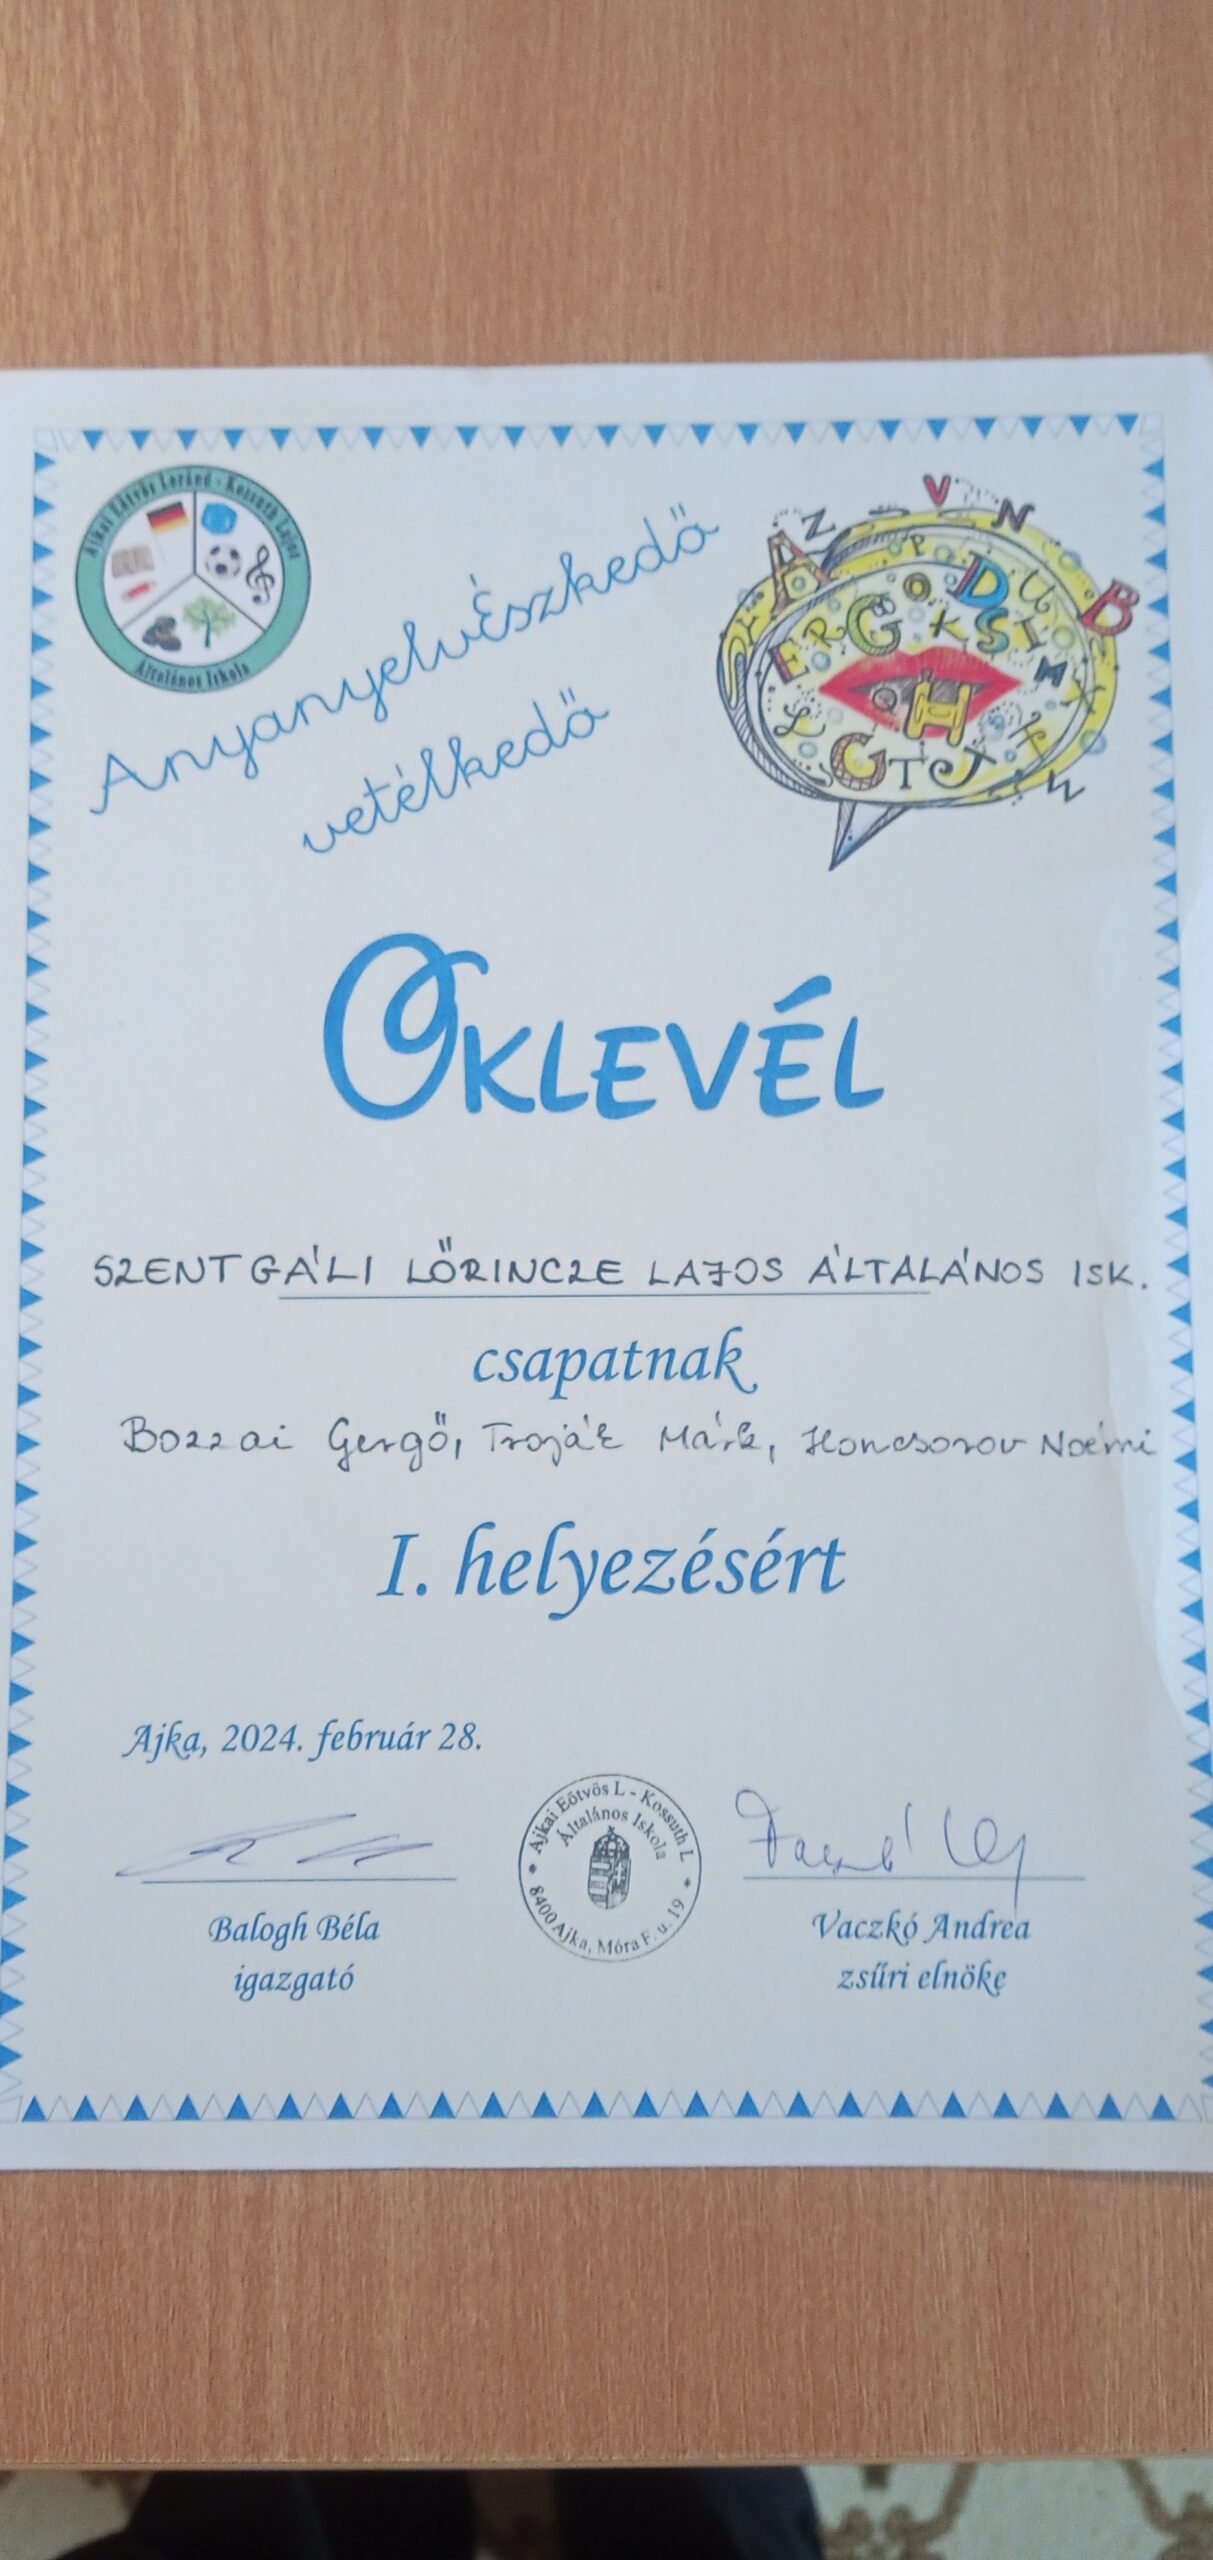 Ajkai Eötvös Loránd - Kossuth Lajos
Általános Iskola
AnyanyelvÉszkedő
vetélkedő
OKLEVÉL
SZENTGÁLI LŐRINCZE LAJOS ÁLTALÁNOS ISK.
csapatnak
Bozzai Gergő, Troják Márk, Honcsorov Noémi
I. helyezésért
Ajka, 2024. február 28.
Ajkai Eötvös L - Kossuth L
Általános Iskola
8400 Ajka, Móra F. u. 19
Balogh Béla
igazgató
Vaczkó Andrea
zsűri elnöke